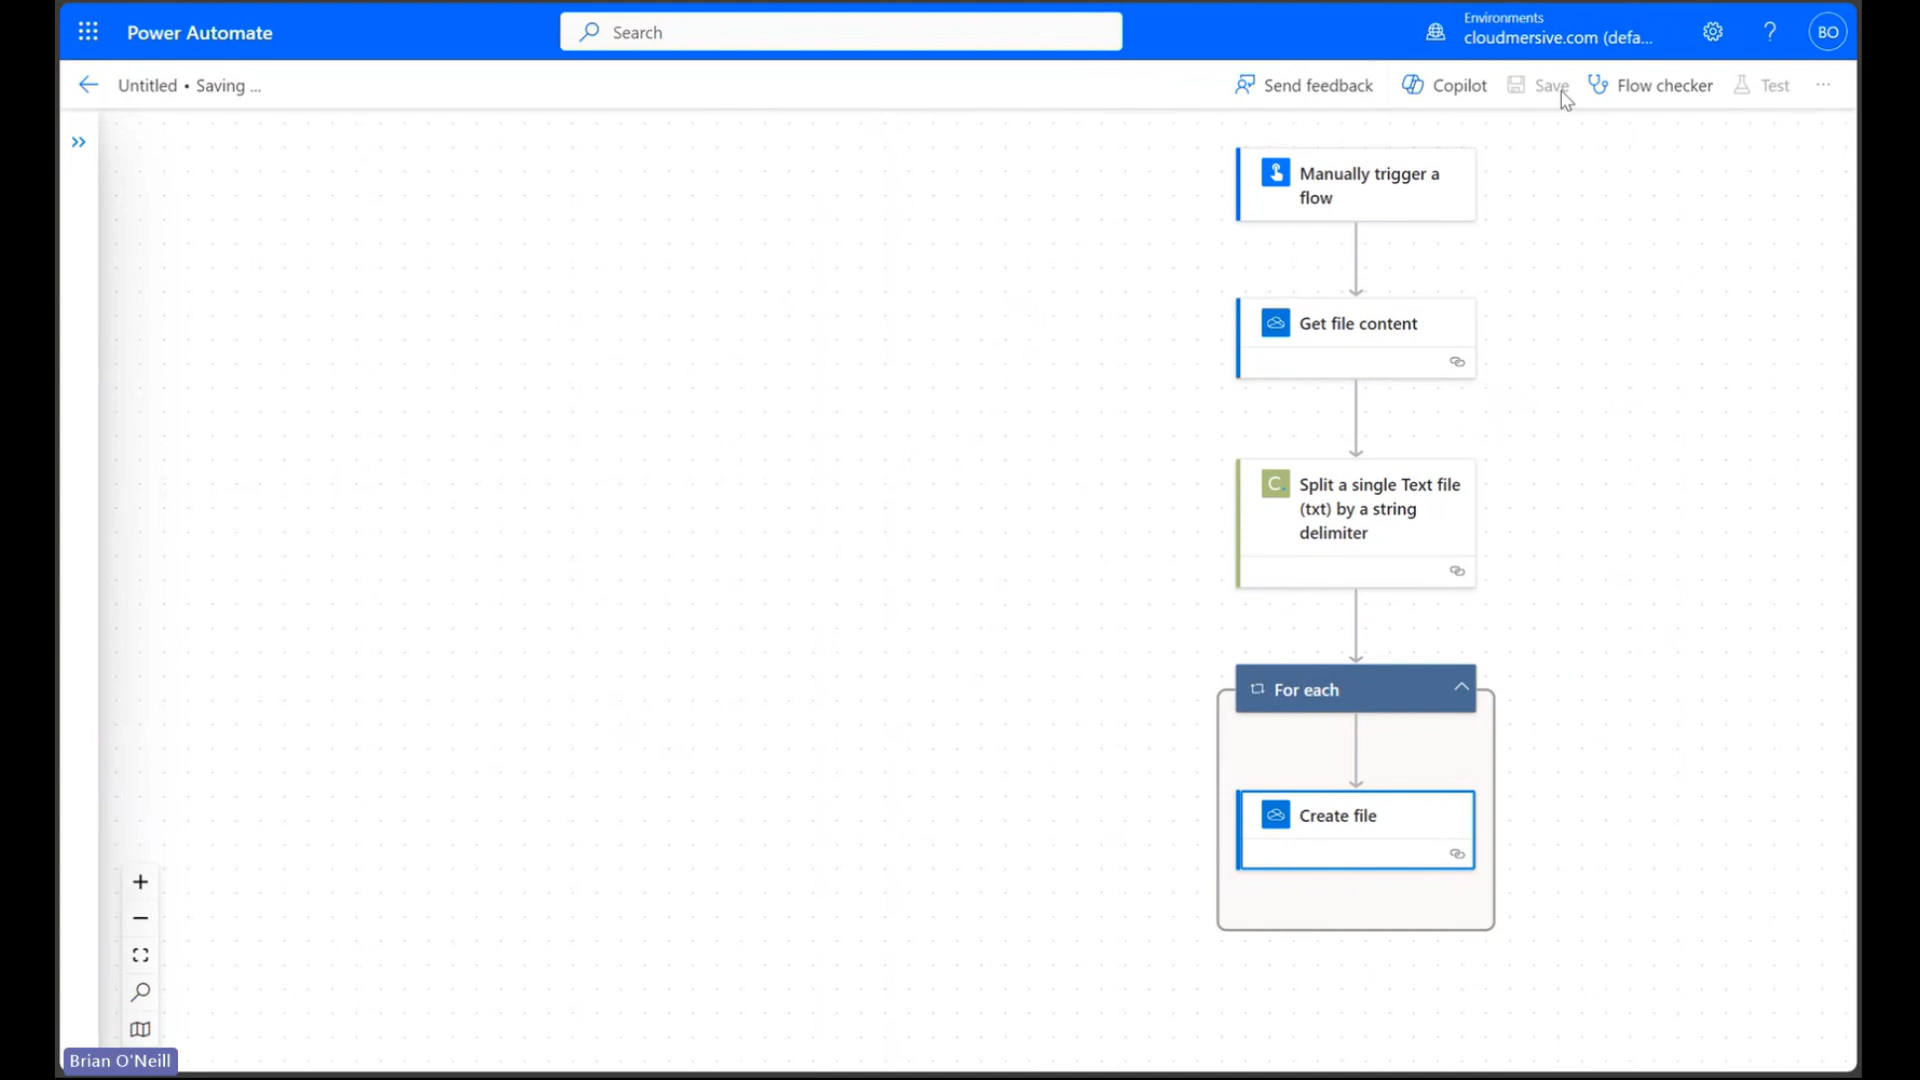 Power Automate
Search
Environments
cloudmersive.com (defa...
BO
Untitled • Saving ...
Send feedback
Copilot
Save
Flow checker
Test
Manually trigger a
flow
Get file content
C.
Split a single Text file
(txt) by a string
delimiter
For each
Create file
Brian O'Neill